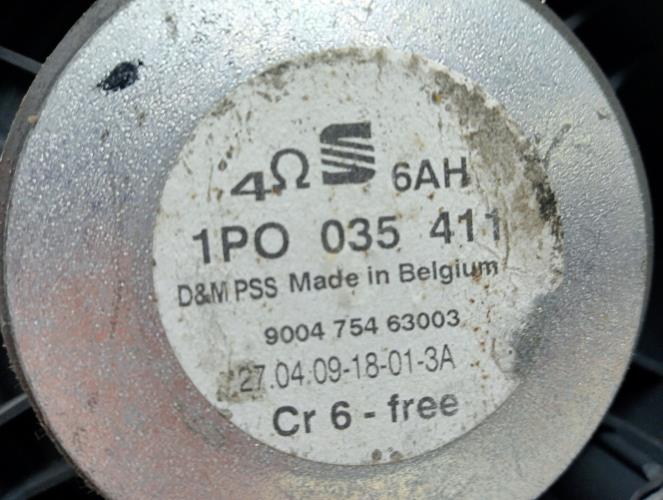 4Ω 6AH
1PO 035 411
D&M PSS Made in Belgium
9004 754 63003
27.04.09-18-01-3A
Cr 6 - free